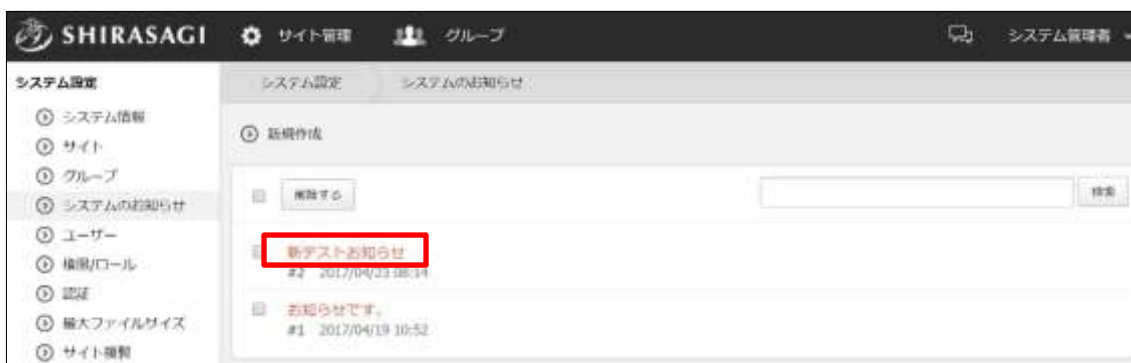 SHIRASAGI サイト管理 グループ システム管理者
システム設定
システム設定 システムのお知らせ
システム情報
サイト
グループ
システムのお知らせ
ユーザー
権限/ロール
認証
最大ファイルサイズ
サイト複製
新規作成
削除する 検索
新テストお知らせ
#2 2017/04/23 08:14
お知らせです。
#1 2017/04/19 10:52